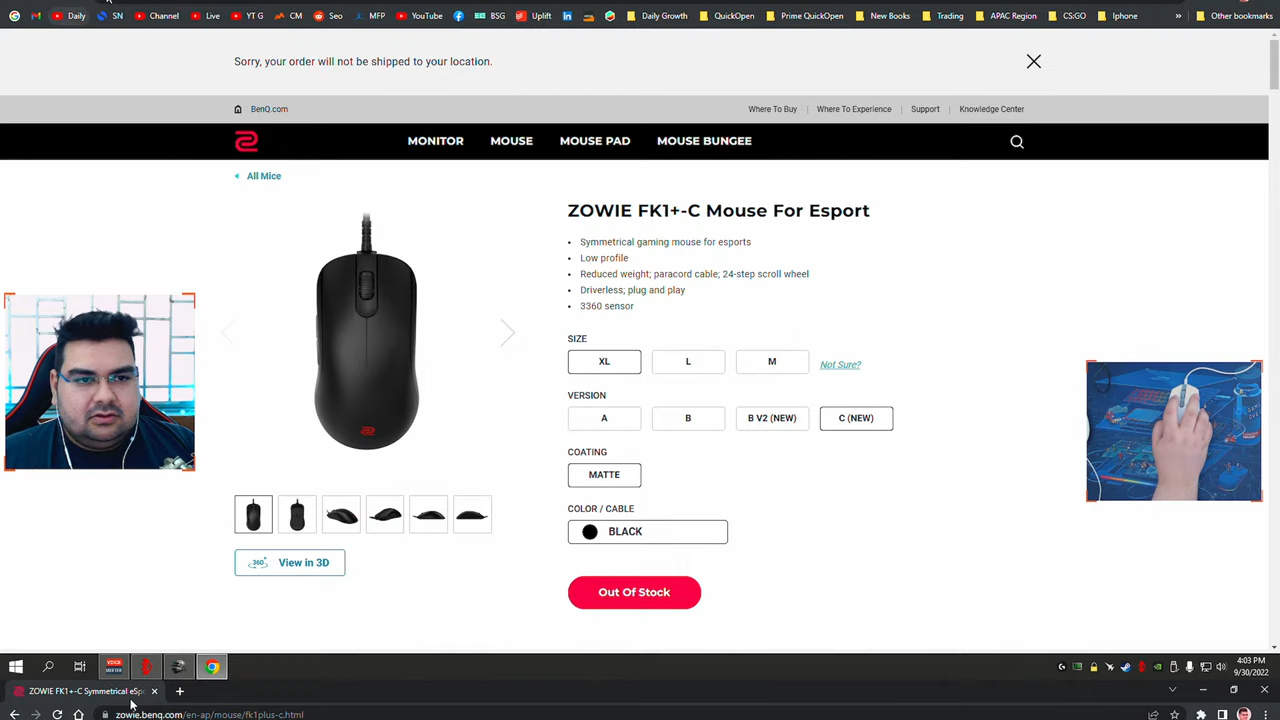 Daily SN Channel Live YT G CM Seo MFP YouTube BSG Uplift Daily Growth QuickOpen Prime QuickOpen New Books Trading APAC Region CS:GO Iphone » Other bookmarks
Sorry, your order will not be shipped to your location.
BenQ.com Where To Buy Where To Experience Support Knowledge Center
MONITOR MOUSE MOUSE PAD MOUSE BUNGEE
All Mice
ZOWIE FK1+-C Mouse For Esport
• Symmetrical gaming mouse for esports
• Low profile
• Reduced weight; paracord cable; 24-step scroll wheel
• Driverless; plug and play
• 3360 sensor
SIZE
XL L M Not Sure?
VERSION
A B B V2 (NEW) C (NEW)
COATING
MATTE
COLOR / CABLE
BLACK
360° View in 3D
Out Of Stock
VOICE
MEETER
4:03 PM
9/30/2022
ZOWIE FK1+-C Symmetrical eSp
zowie.benq.com/en-ap/mouse/fk1plus-c.html